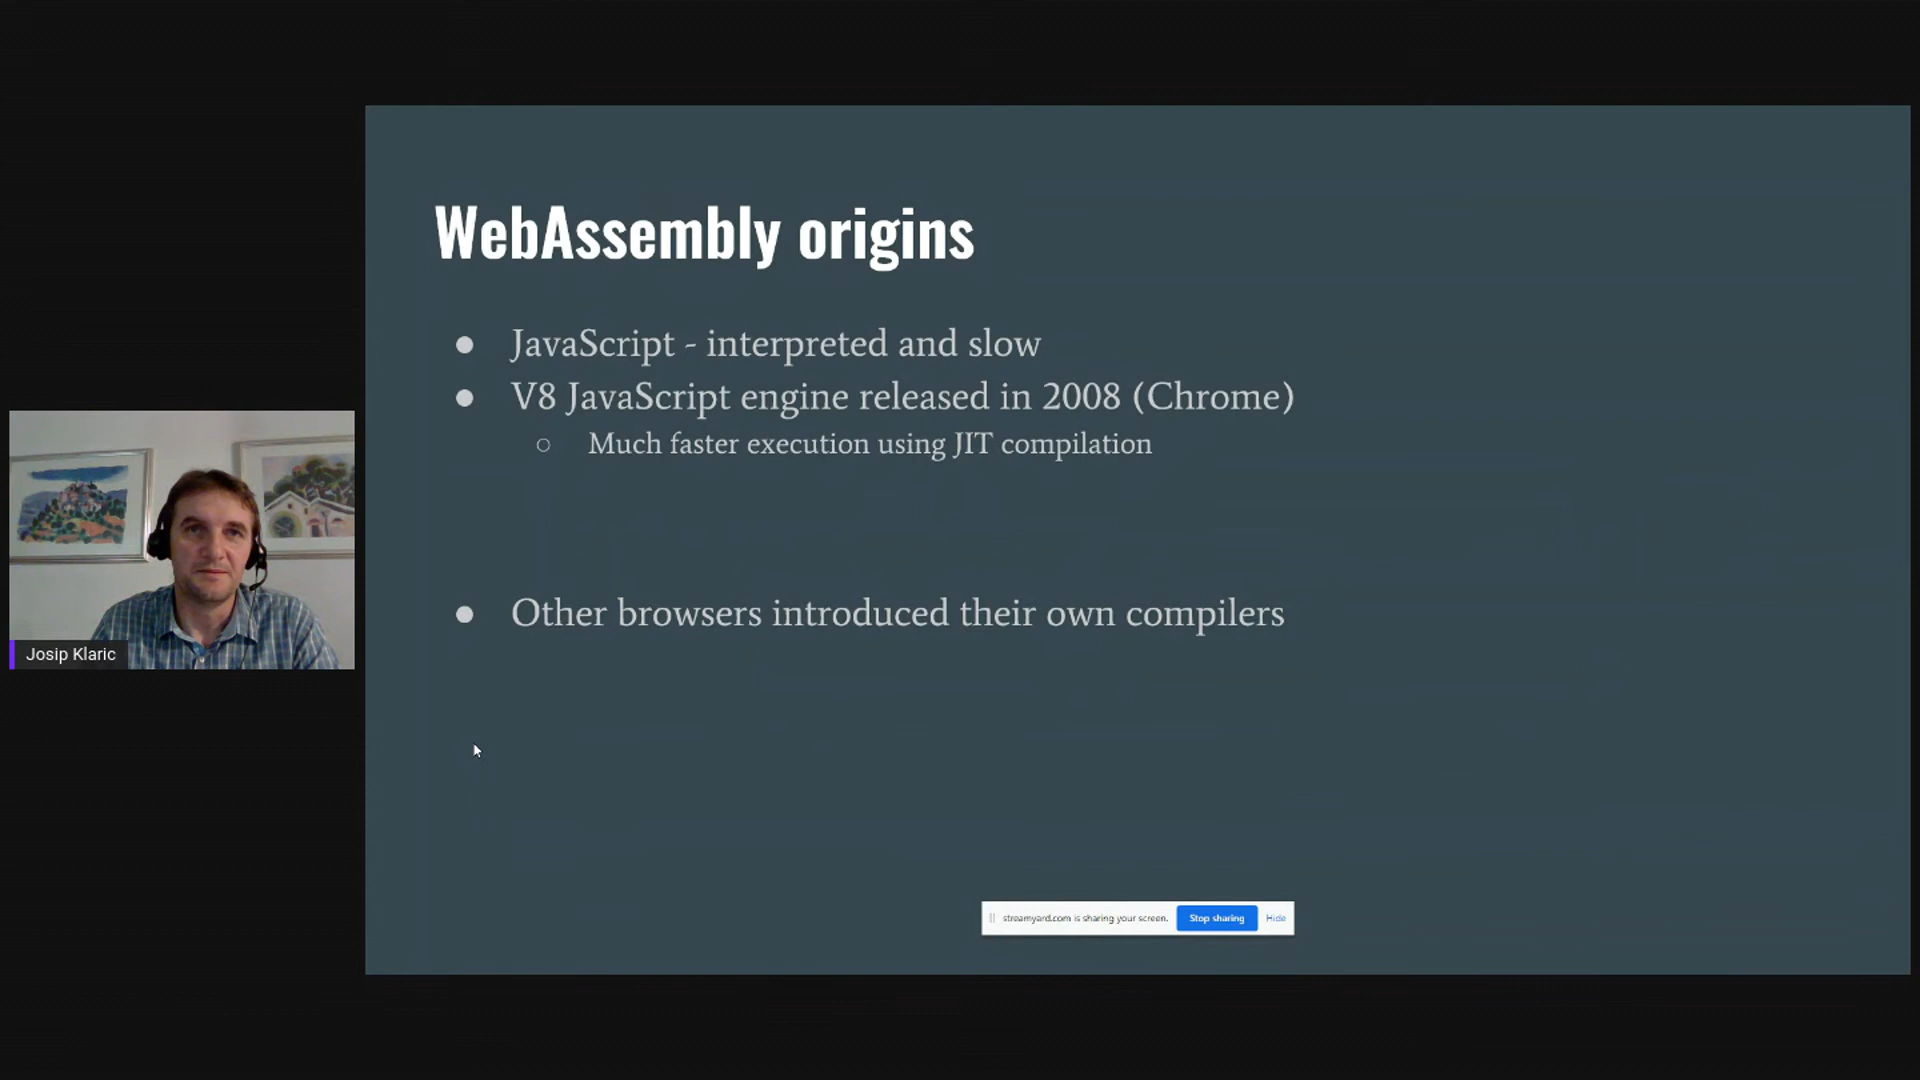 WebAssembly origins
● JavaScript - interpreted and slow
● V8 JavaScript engine released in 2008 (Chrome)
○ Much faster execution using JIT compilation
● Other browsers introduced their own compilers
Josip Klaric
streamyard.com is sharing your screen. Stop sharing Hide